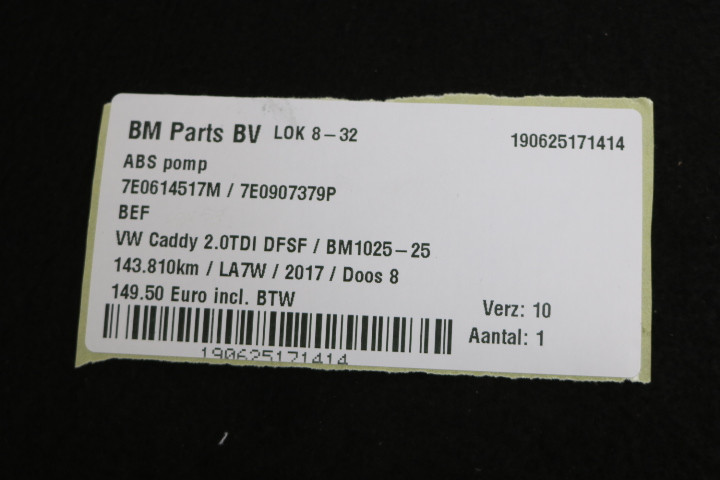 BM Parts BV LOK 8-32 190625171414
ABS pomp
7E0614517M / 7E0907379P
BEF
VW Caddy 2.0TDI DFSF / BM1025-25
143.810km / LA7W / 2017 / Doos 8
149.50 Euro incl. BTW
Verz: 10
Aantal: 1
190625171414